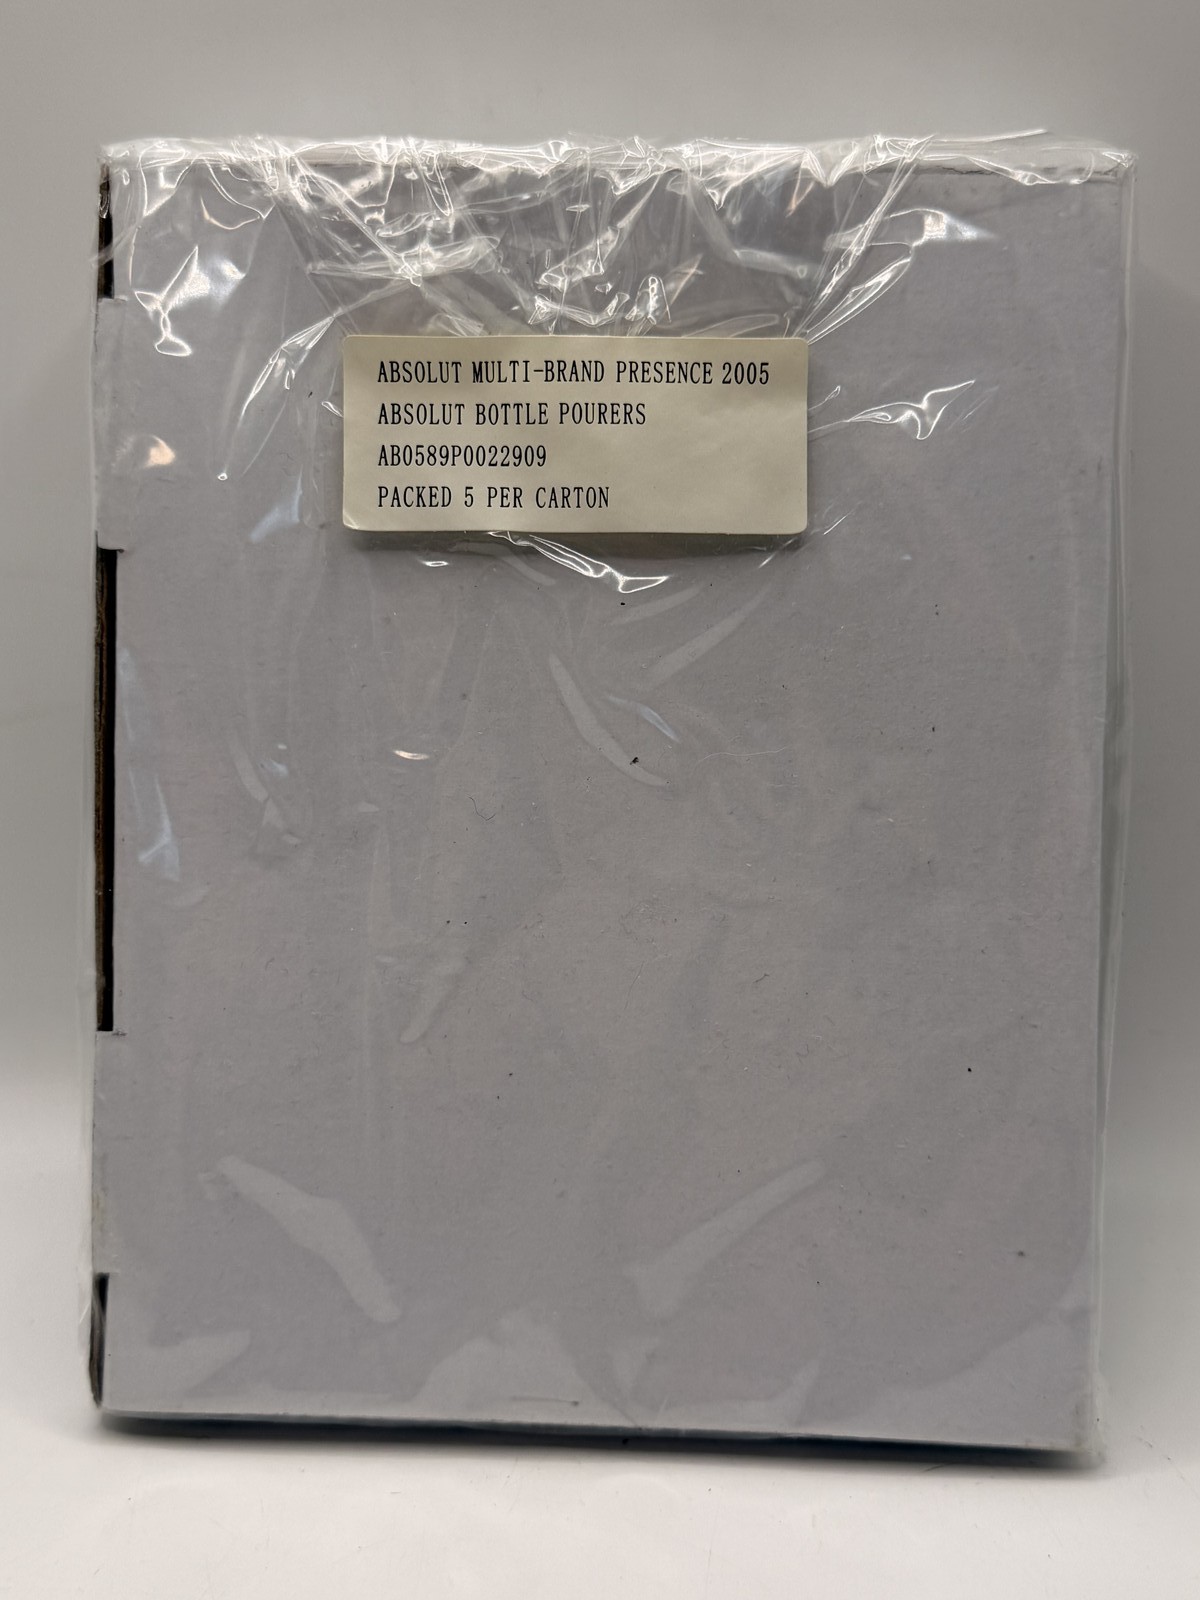 ABSOLUT MULTI-BRAND PRESENCE 2005
ABSOLUT BOTTLE POURERS
AB0589P0022909
PACKED 5 PER CARTON